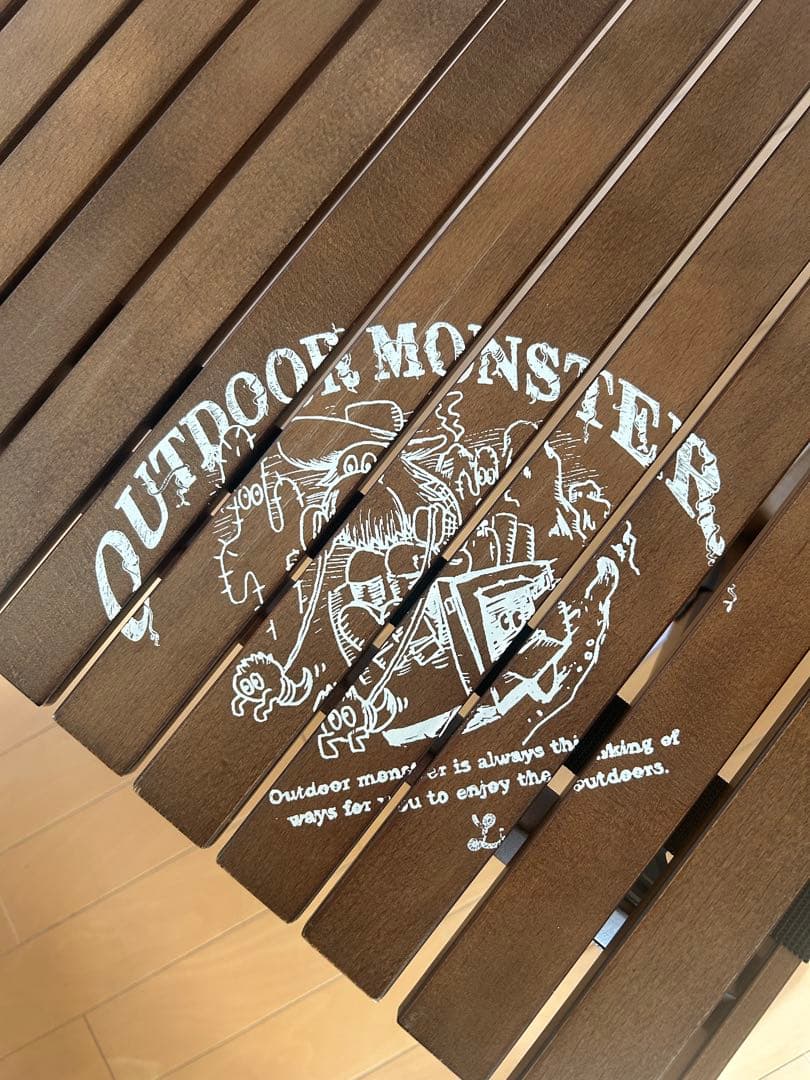 OUTDOOR MONSTER
Outdoor monster is always thinking of
ways for you to enjoy the outdoors.